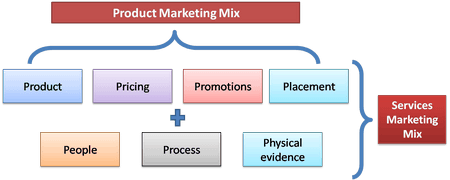 Product Marketing Mix
Product
Pricing
Promotions
Placement
Services
Marketing
Mix
People
Process
Physical
evidence